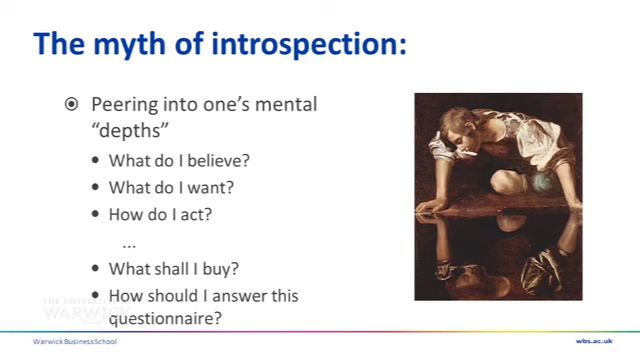 The myth of introspection:
Peering into one's mental
"depths"
What do I believe?
What do I want?
How do I act?
...
What shall I buy?
How should I answer this
questionnaire?
THE UNIVERSITY OF
WARWICK
Warwick Business School
wbs.ac.uk